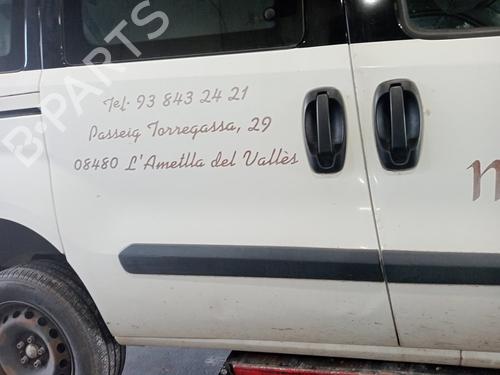 B-PARTS
Tel. 93 843 24 21
Passeig Torregassa, 29
08480 L'Ametlla del Vallès